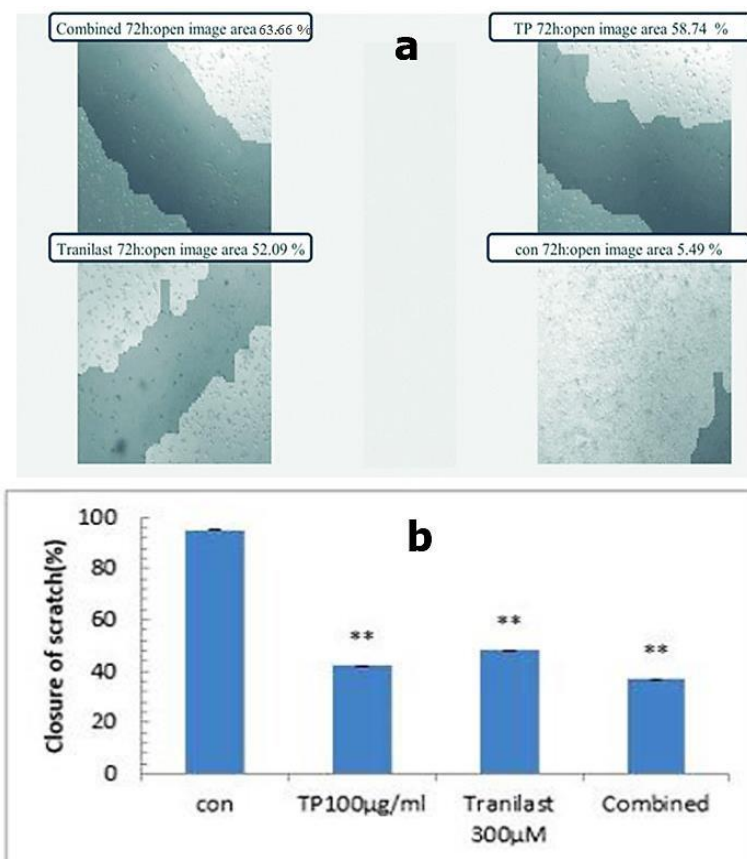 Combined 72h:open image area 63.66 %
a
TP 72h:open image area 58.74 %
Tranilast 72h:open image area 52.09 %
con 72h:open image area 5.49 %
b
Closure of scratch(%)
100
80
60
40
20
0
**
**
**
con
TP100µg/ml
Tranilast
300µM
Combined